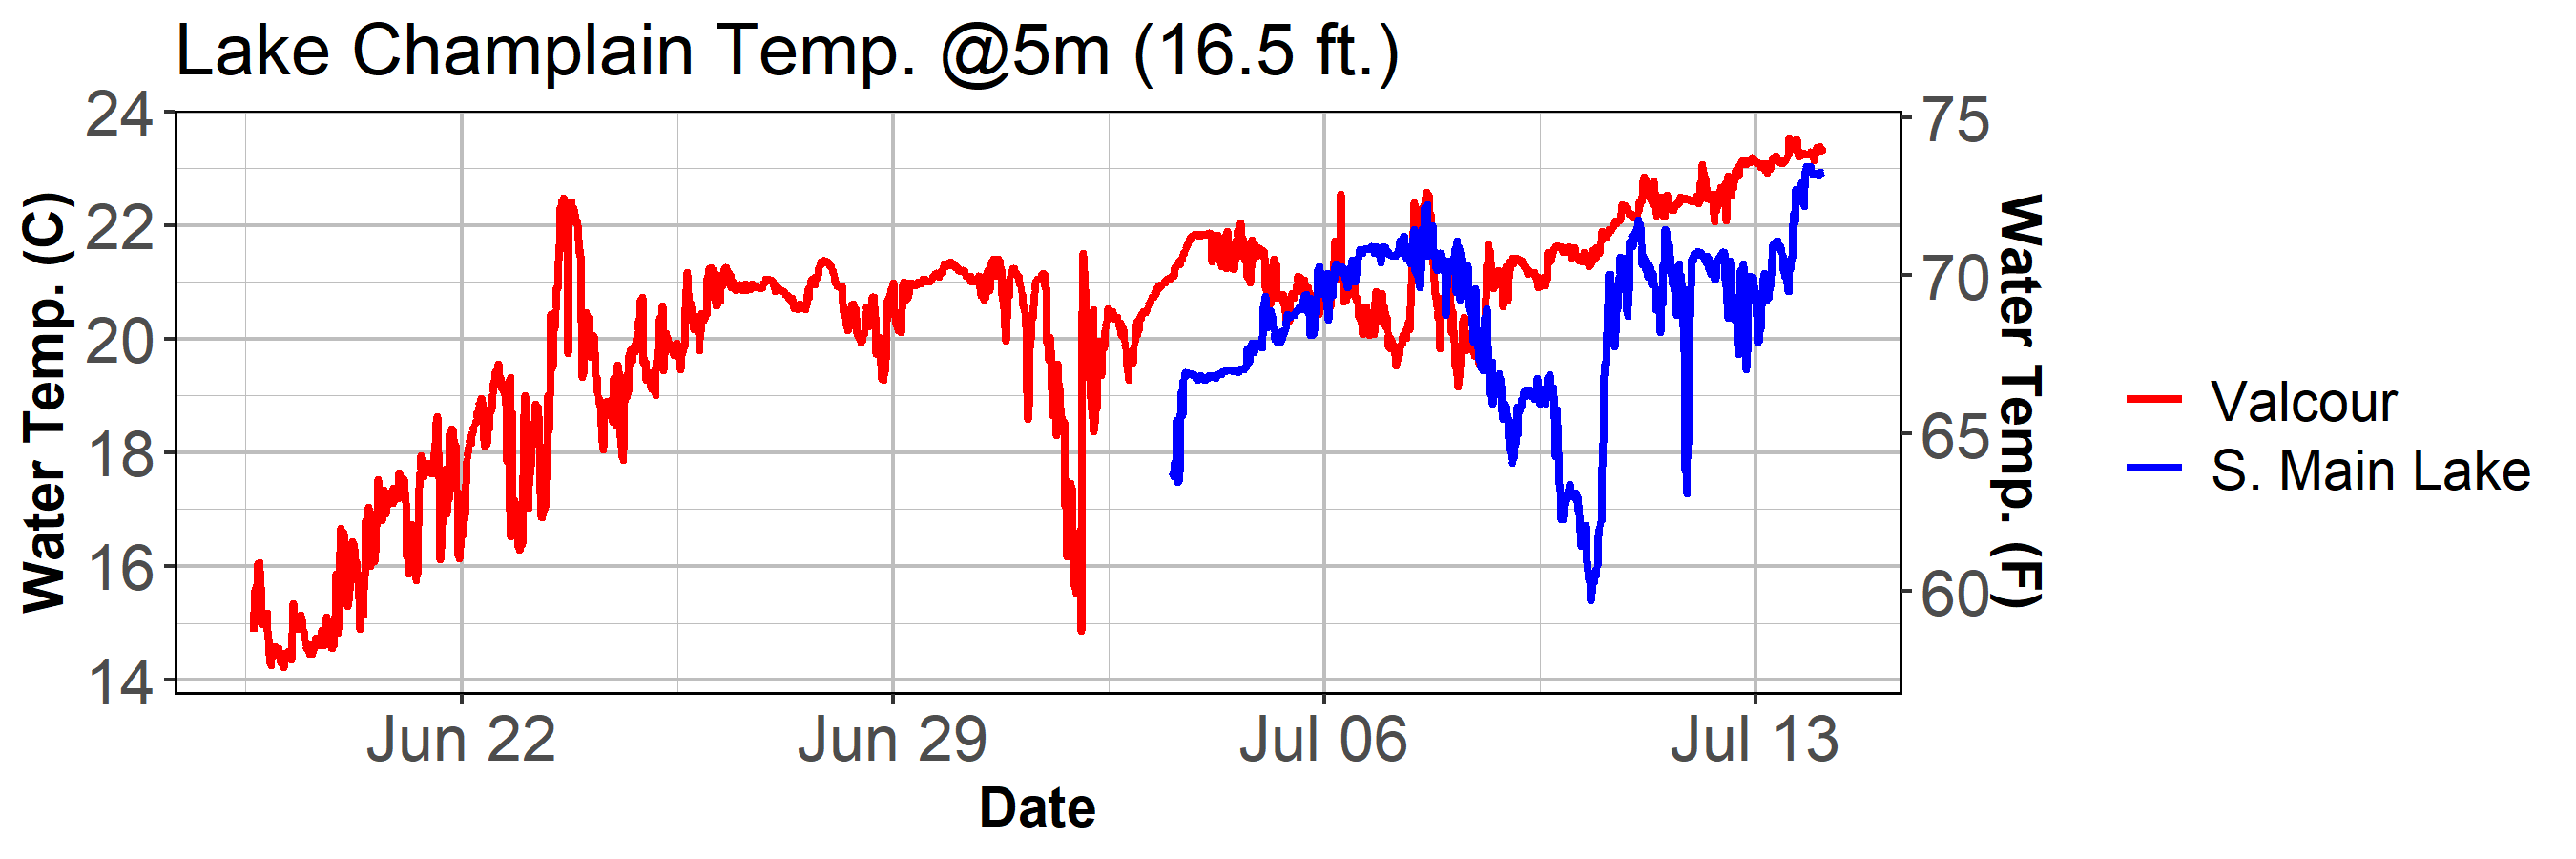 Lake Champlain Temp. @5m (16.5 ft.)
24
22
20
18
16
14
Water Temp. (C)
75
70
65
60
Water Temp. (F)
Jun 22
Jun 29
Jul 06
Jul 13
Date
Valcour
S. Main Lake